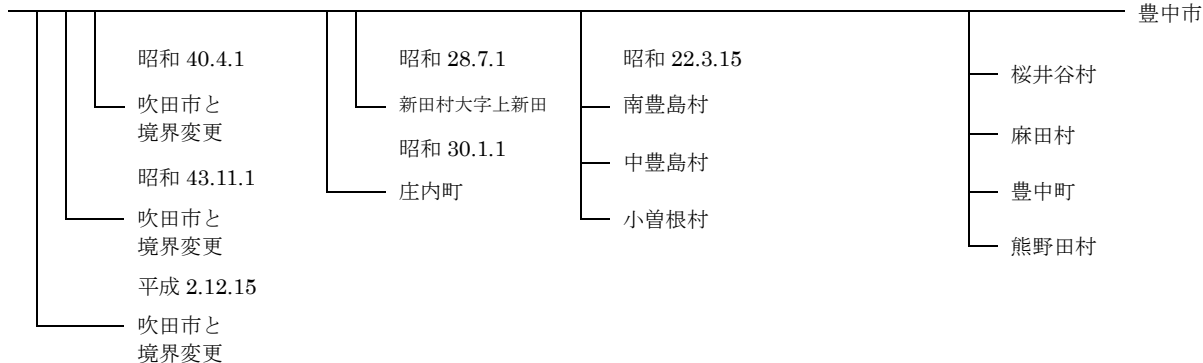 豊中市
昭和 40.4.1
吹田市と
境界変更
昭和 43.11.1
吹田市と
境界変更
平成 2.12.15
吹田市と
境界変更
昭和 28.7.1
新田村大字上新田
昭和 30.1.1
庄内町
昭和 22.3.15
南豊島村
中豊島村
小曽根村
桜井谷村
麻田村
豊中町
熊野田村